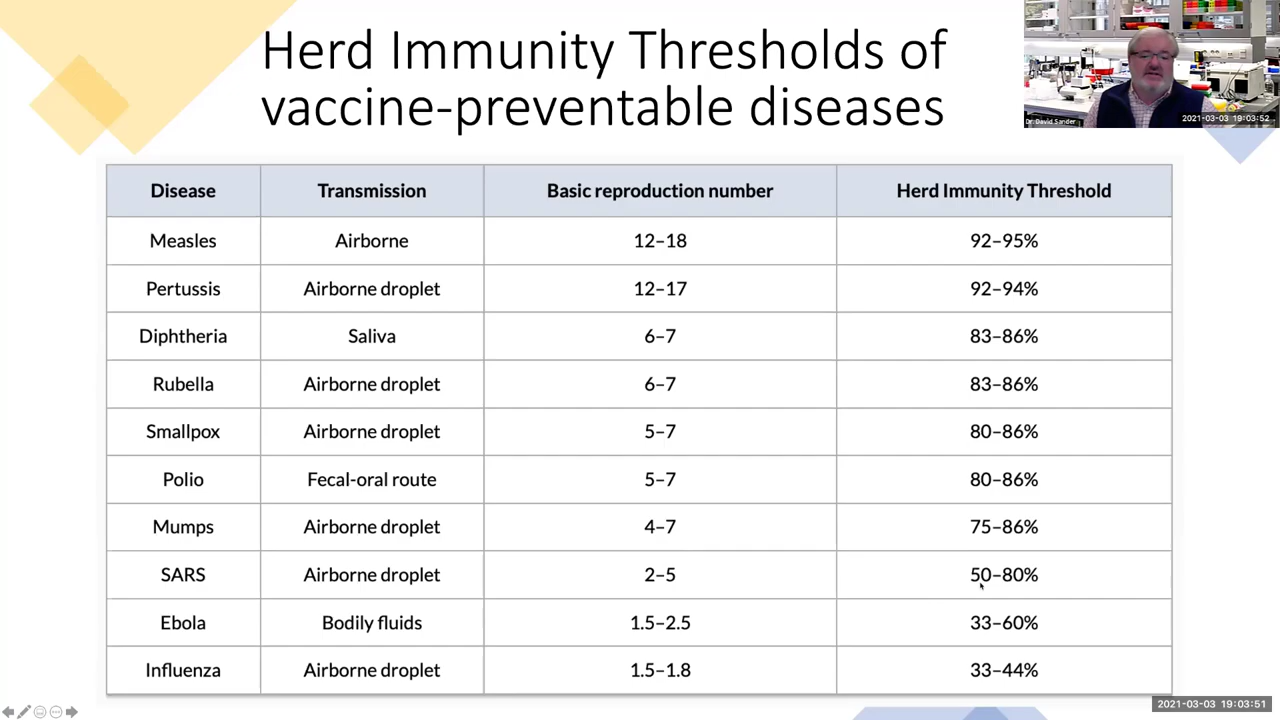 Herd Immunity Thresholds of
vaccine-preventable diseases
Dr. David Sander
2021-03-03 19:03:52
Disease Transmission Basic reproduction number Herd Immunity Threshold
Measles Airborne 12–18 92–95%
Pertussis Airborne droplet 12–17 92–94%
Diphtheria Saliva 6–7 83–86%
Rubella Airborne droplet 6–7 83–86%
Smallpox Airborne droplet 5–7 80–86%
Polio Fecal-oral route 5–7 80–86%
Mumps Airborne droplet 4–7 75–86%
SARS Airborne droplet 2–5 50–80%
Ebola Bodily fluids 1.5–2.5 33–60%
Influenza Airborne droplet 1.5–1.8 33–44%
2021-03-03 19:03:51